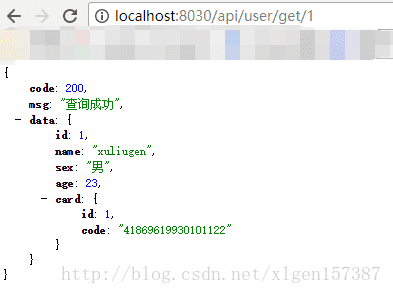 localhost:8030/api/user/get/1
{
code: 200,
msg: "查询成功",
- data: {
id: 1,
name: "xuliugen",
sex: "男",
age: 23,
- card: {
id: 1,
code: "41869619930101122"
}
}
}
http://blog.csdn.net/xlgen157387